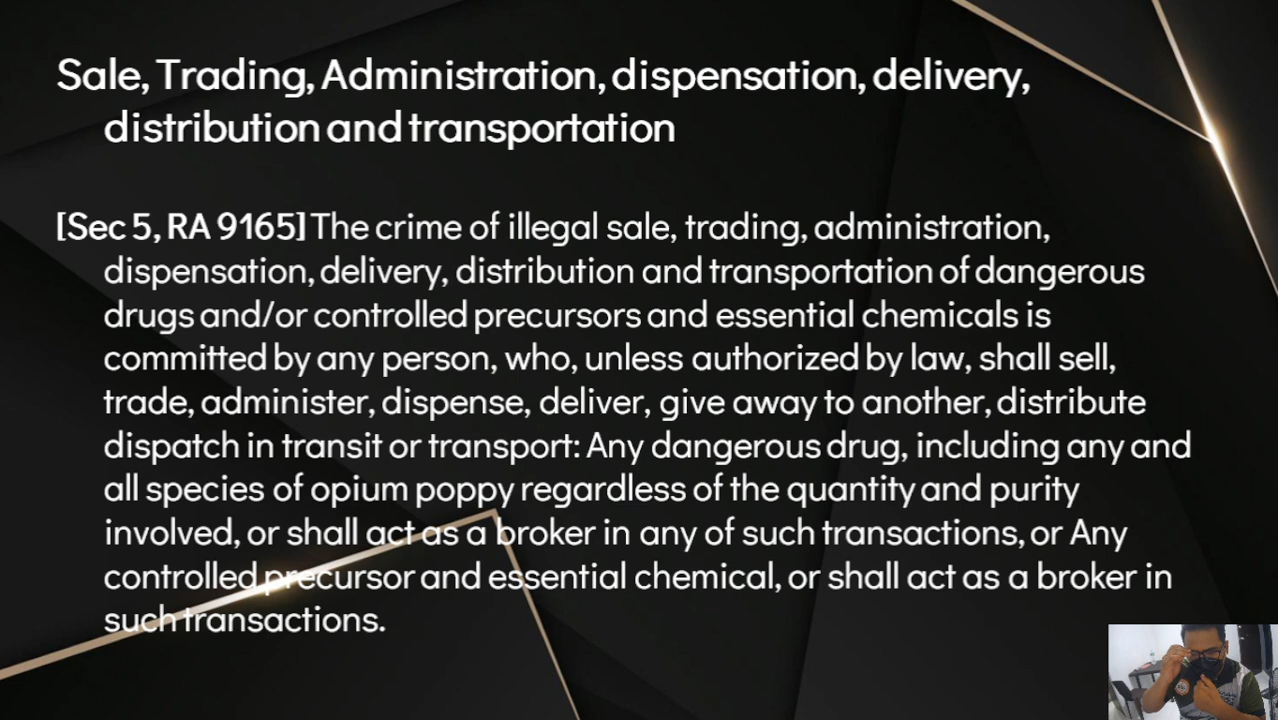 Sale, Trading, Administration, dispensation, delivery,
distribution and transportation
[Sec 5, RA 9165] The crime of illegal sale, trading, administration,
dispensation, delivery, distribution and transportation of dangerous
drugs and/or controlled precursors and essential chemicals is
committed by any person, who, unless authorized by law, shall sell,
trade, administer, dispense, deliver, give away to another, distribute
dispatch in transit or transport: Any dangerous drug, including any and
all species of opium poppy regardless of the quantity and purity
involved, or shall act as a broker in any of such transactions, or Any
controlled precursor and essential chemical, or shall act as a broker in
such transactions.